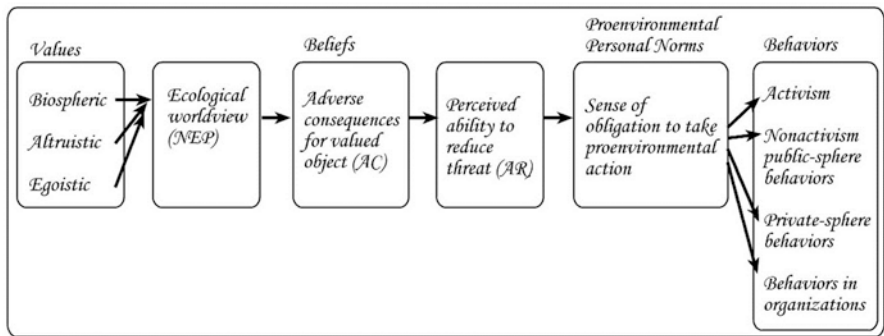 Values
Biospheric
Altruistic
Egoistic
Ecological
worldview
(NEP)
Beliefs
Adverse
consequences
for valued
object (AC)
Perceived
ability to
reduce
threat (AR)
Proenvironmental
Personal Norms
Sense of
obligation to take
proenvironmental
action
Behaviors
Activism
Nonactivism
public-sphere
behaviors
Private-sphere
behaviors
Behaviors in
organizations